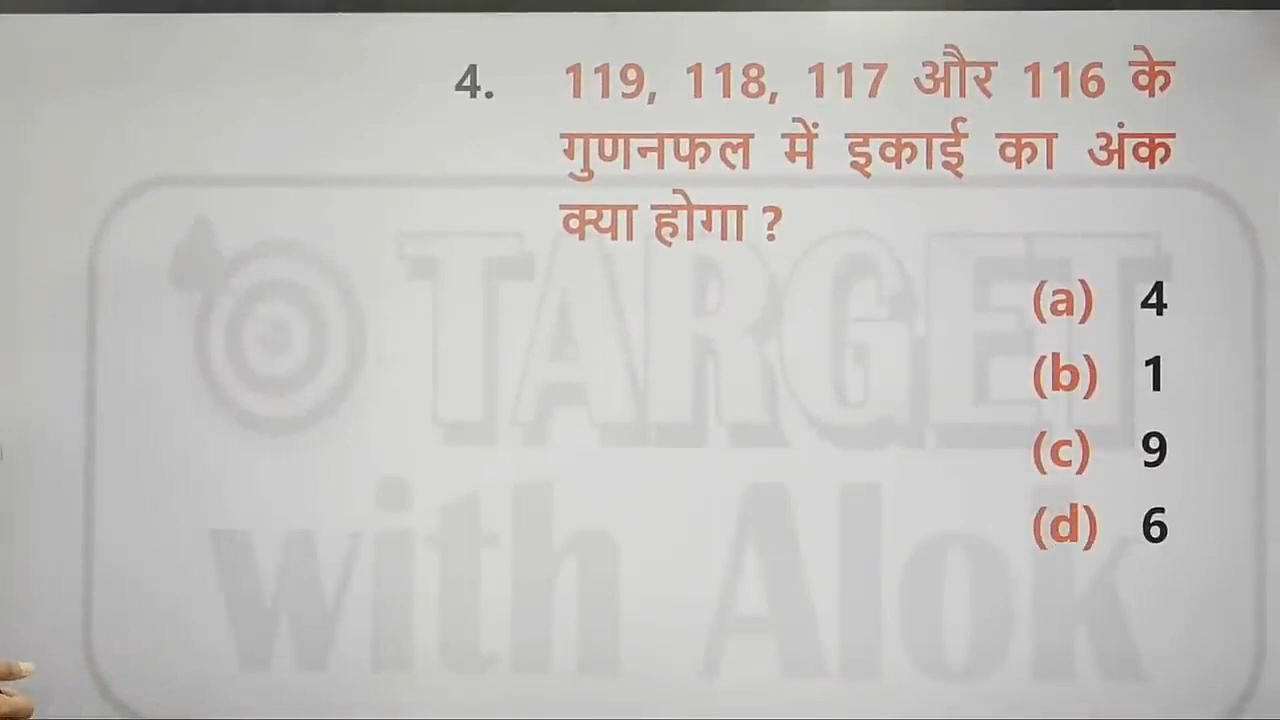 4. 119, 118, 117 और 116 के
गुणनफल में इकाई का अंक
क्या होगा ?
(a) 4
(b) 1
(c) 9
(d) 6
TARGET
with Alok